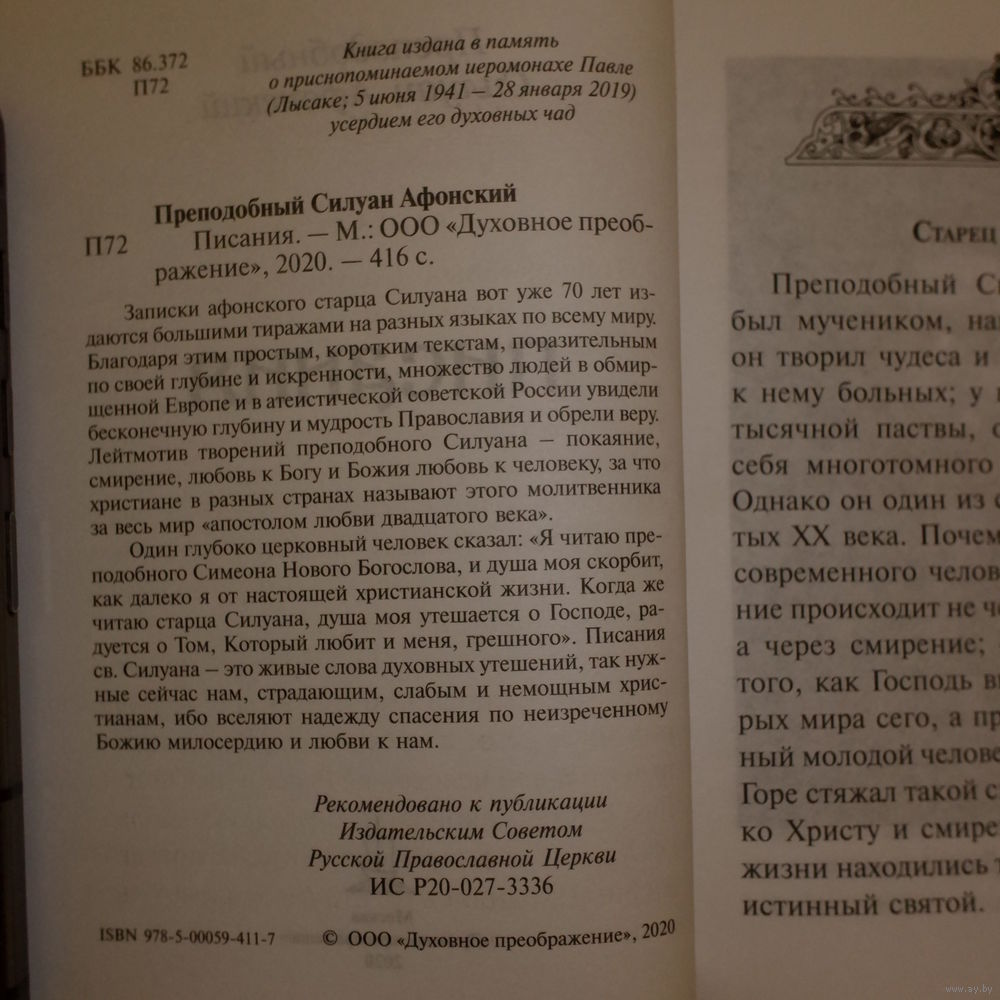 ББК 86.372
П72
Книга издана в память
о приснопоминаемом иеромонахе Павле
(Лысаке; 5 июня 1941 – 28 января 2019)
усердием его духовных чад
Преподобный Силуан Афонский
П72 Писания. — М.: ООО «Духовное преоб-
ражение», 2020. — 416 с.
Записки афонского старца Силуана вот уже 70 лет из-
даются большими тиражами на разных языках по всему миру.
Благодаря этим простым, коротким текстам, поразительным
по своей глубине и искренности, множество людей в обмир-
щенной Европе и в атеистической советской России увидели
бесконечную глубину и мудрость Православия и обрели веру.
Лейтмотив творений преподобного Силуана — покаяние,
смирение, любовь к Богу и Божия любовь к человеку, за что
христиане в разных странах называют этого молитвенника
за весь мир «апостолом любви двадцатого века».
Один глубоко церковный человек сказал: «Я читаю пре-
подобного Симеона Нового Богослова, и душа моя скорбит,
как далеко я от настоящей христианской жизни. Когда же
читаю старца Силуана, душа моя утешается о Господе, ра-
дуется о Том, Который любит и меня, грешного». Писания
св. Силуана – это живые слова духовных утешений, так нуж-
ные сейчас нам, страдающим, слабым и немощным хрис-
тианам, ибо вселяют надежду спасения по неизреченному
Божию милосердию и любви к нам.
Рекомендовано к публикации
Издательским Советом
Русской Православной Церкви
ИС Р20-027-3336
ISBN 978-5-00059-411-7
© ООО «Духовное преображение», 2020
Старец
Преподобный Си
был мучеником, на
он творил чудеса и
к нему больных; у
тысячной паствы, с
себя многотомного
Однако он один из с
тых XX века. Почем
современного челов
ние происходит не че
а через смирение;
того, как Господь в
рых мира сего, а пр
ный молодой челове
Горе стяжал такой с
ко Христу и смире
жизни находились т
истинный святой.
www.ay.by